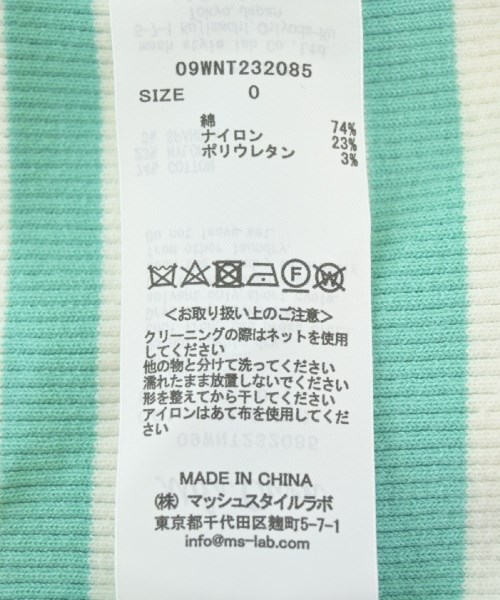 09WNT232085
SIZE 0
綿 74%
ナイロン 23%
ポリウレタン 3%
<お取り扱い上のご注意>
クリーニングの際はネットを使用
してください
他の物と分けて洗ってください
濡れたまま放置しないでください
形を整えてから干してください
アイロンはあて布を使用してくだ
さい
MADE IN CHINA
(株) マッシュスタイルラボ
東京都千代田区麹町5-7-1
info@ms-lab.com